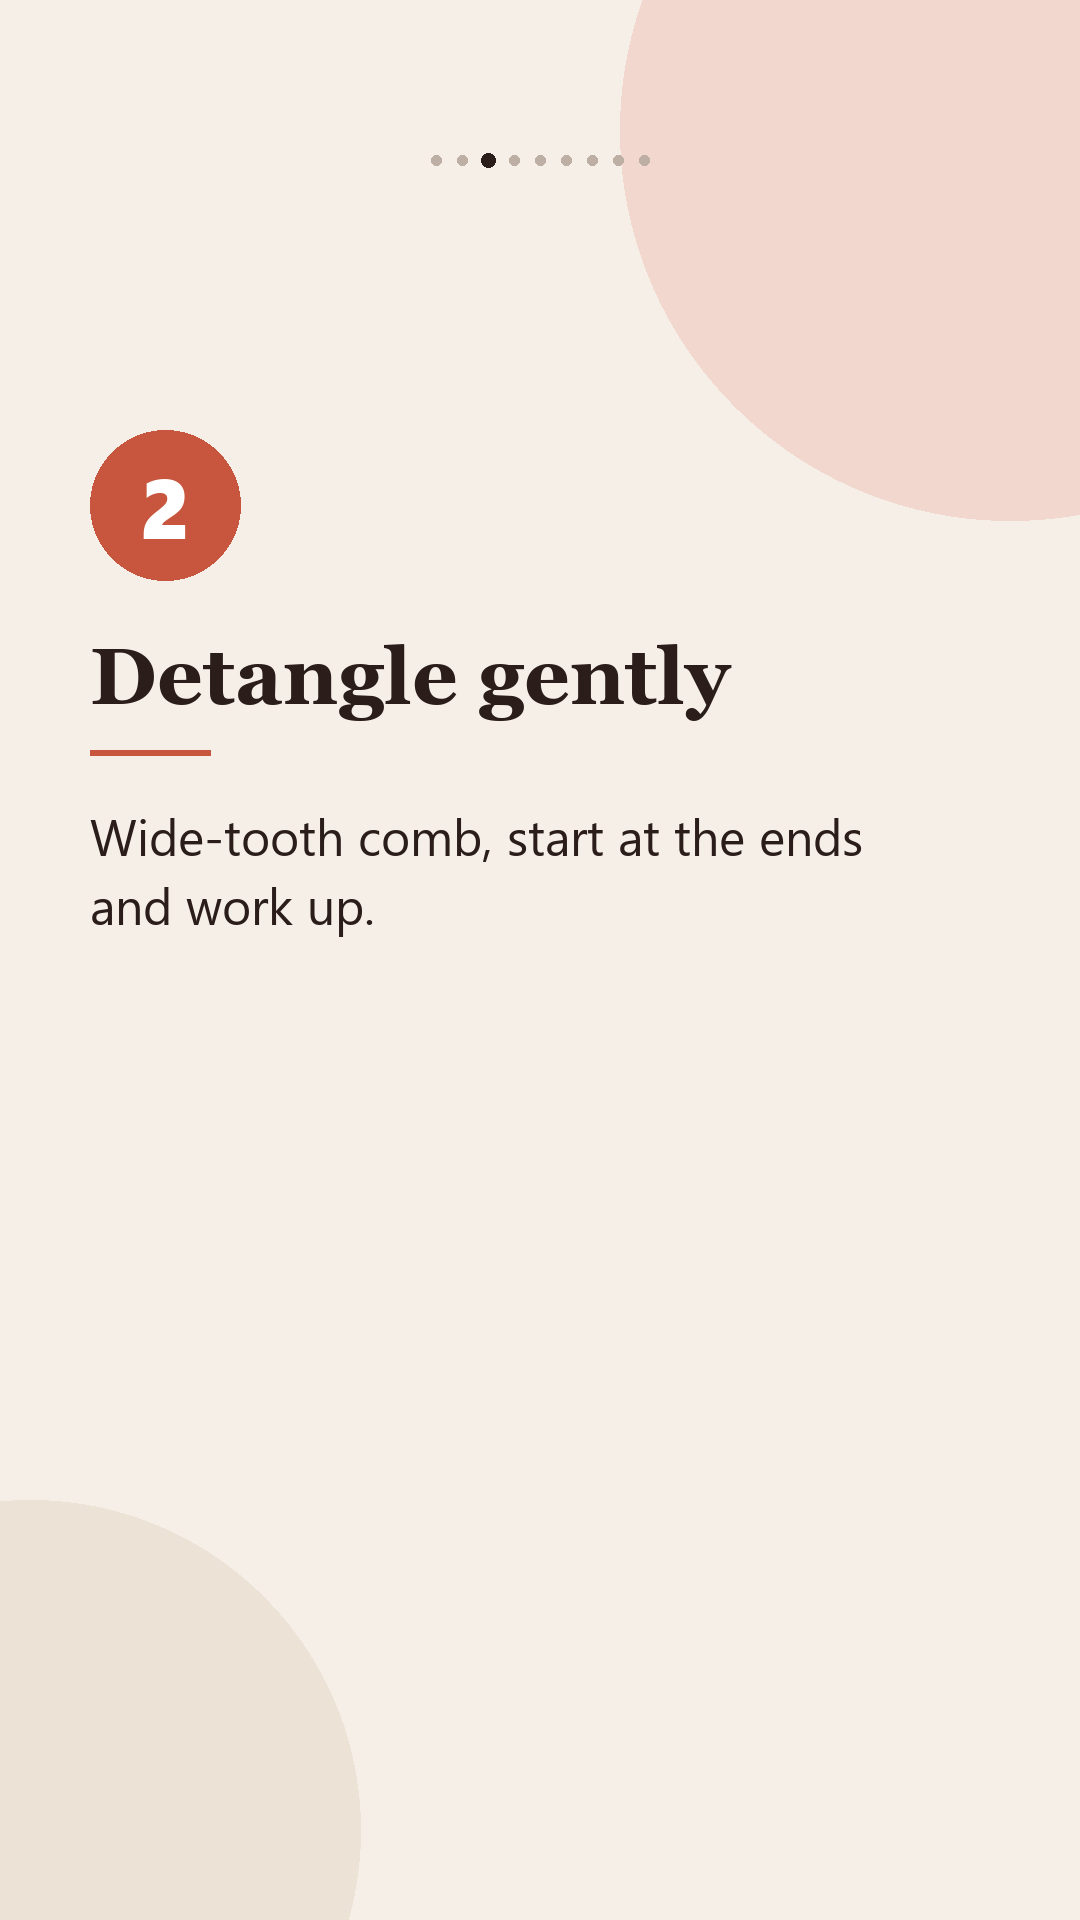 2
Detangle gently
Wide-tooth comb, start at the ends
and work up.